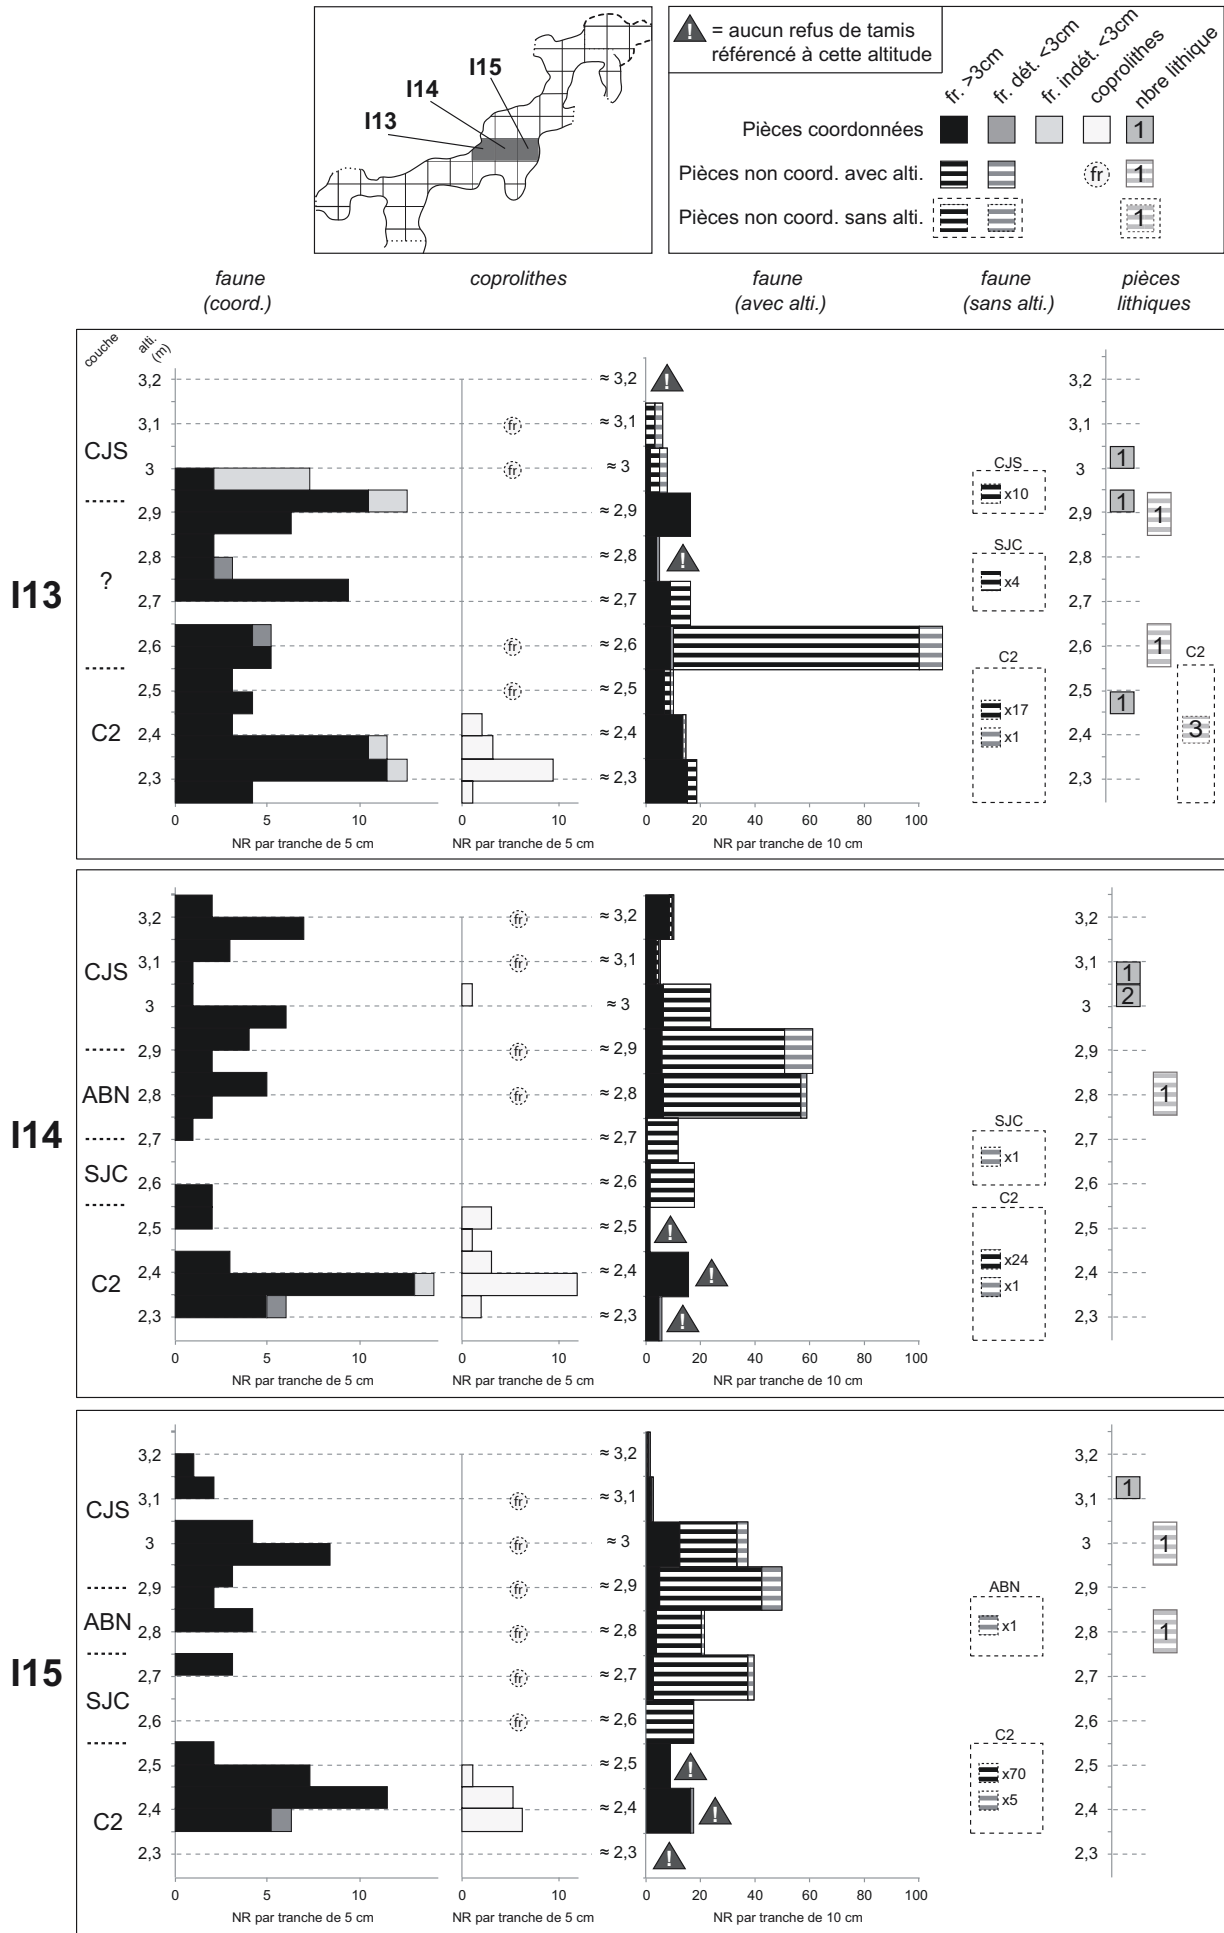 I15
I14
I13
! = aucun refus de tamis
référencé à cette altitude
fr. >3cm
fr. dét. <3cm
fr. indét. <3cm
coprolithes
nbre lithique
Pièces coordonnées 1
Pièces non coord. avec alti. fr 1
Pièces non coord. sans alti. 1
faune
(coord.)
coprolithes
faune
(avec alti.)
faune
(sans alti.)
pièces
lithiques
I13
couche
alti.
(m)
3,2 ≈ 3,2 ! 3,2
3,1 fr ≈ 3,1 3,1
CJS
3 fr ≈ 3 CJS 3 1
x10
2,9 ≈ 2,9 2,9 1 1
2,8 ≈ 2,8 ! SJC 2,8
? x4
2,7 ≈ 2,7 2,7
2,6 fr ≈ 2,6 C2 2,6 1 C2
2,5 fr ≈ 2,5 x17 2,5 1
C2 x1 3
2,4 ≈ 2,4 2,4
2,3 ≈ 2,3 2,3
0 5 10 0 10 0 20 40 60 80 100
NR par tranche de 5 cm NR par tranche de 5 cm NR par tranche de 10 cm
I14
3,2 fr ≈ 3,2 3,2
3,1 fr ≈ 3,1 3,1 1
CJS
3 ≈ 3 3 2
2,9 fr ≈ 2,9 2,9
ABN 2,8 fr ≈ 2,8 2,8 1
2,7 ≈ 2,7 SJC 2,7
SJC x1
2,6 ≈ 2,6 C2 2,6
2,5 ≈ 2,5 ! 2,5
x24
C2 2,4 ≈ 2,4 ! x1 2,4
2,3 ≈ 2,3 ! 2,3
0 5 10 0 10 0 20 40 60 80 100
NR par tranche de 5 cm NR par tranche de 5 cm NR par tranche de 10 cm
I15
3,2 ≈ 3,2 3,2
CJS 3,1 fr ≈ 3,1 3,1 1
3 fr ≈ 3 3 1
2,9 fr ≈ 2,9 ABN 2,9
ABN x1
2,8 fr ≈ 2,8 2,8 1
2,7 fr ≈ 2,7 2,7
SJC
2,6 fr ≈ 2,6 C2 2,6
2,5 ≈ 2,5 ! x70 2,5
x5
C2 2,4 ≈ 2,4 ! 2,4
2,3 ≈ 2,3 ! 2,3
0 5 10 0 10 0 20 40 60 80 100
NR par tranche de 5 cm NR par tranche de 5 cm NR par tranche de 10 cm